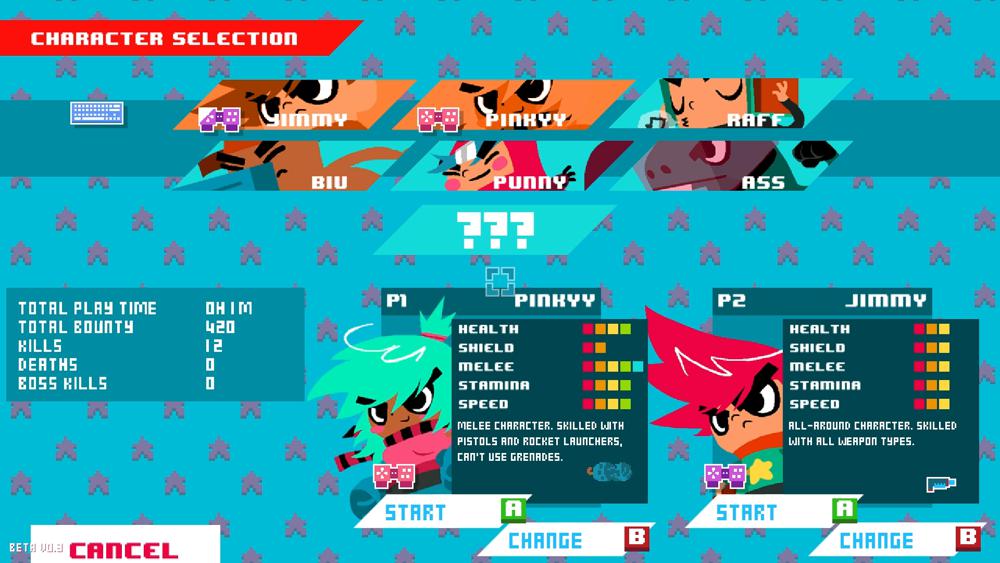 CHARACTER SELECTION
JIMMY
PINKYY
RAFF
BIU
PUNNY
ASS
???
TOTAL PLAY TIME 0H1M
TOTAL BOUNTY 420
KILLS 12
DEATHS 0
BOSS KILLS 0
P1 PINKYY
HEALTH
SHIELD
MELEE
STAMINA
SPEED
MELEE CHARACTER. SKILLED WITH
PISTOLS AND ROCKET LAUNCHERS,
CAN'T USE GRENADES.
START A
CHANGE B
P2 JIMMY
HEALTH
SHIELD
MELEE
STAMINA
SPEED
ALL-AROUND CHARACTER. SKILLED
WITH ALL WEAPON TYPES.
START A
CHANGE B
BETA V0.3
CANCEL